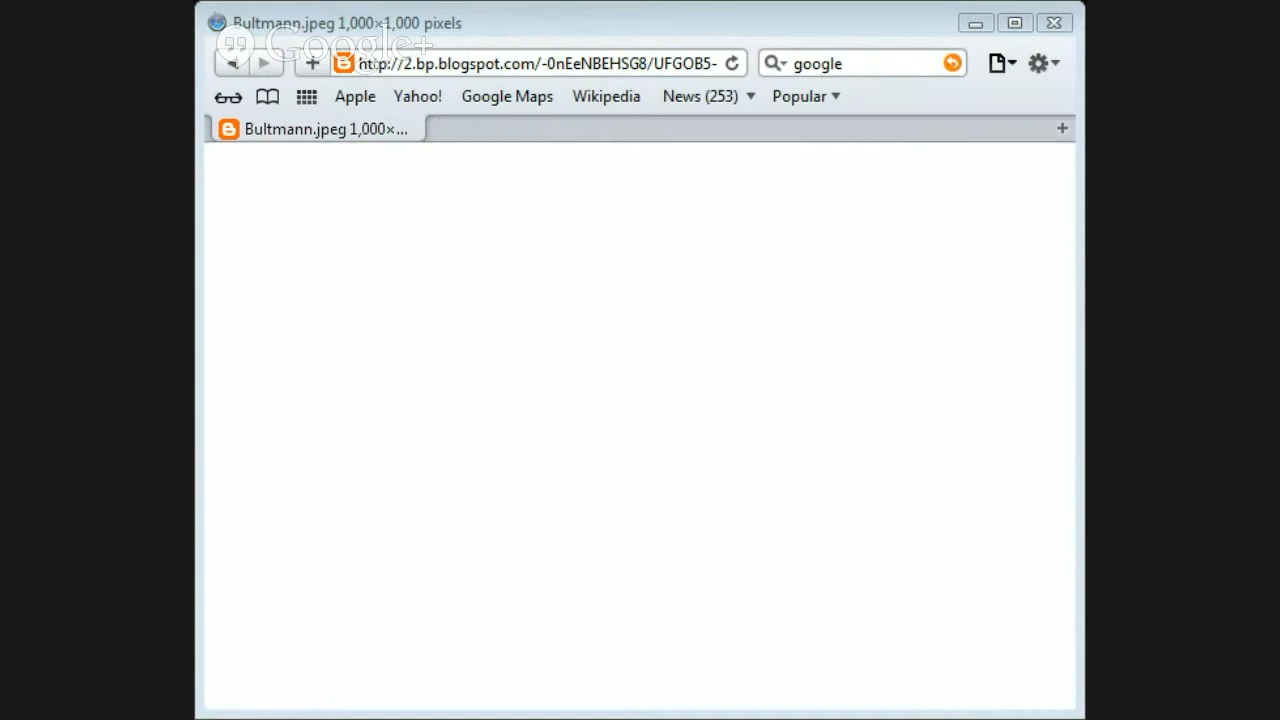 Bultmann.jpeg 1,000×1,000 pixels
Google+
http://2.bp.blogspot.com/-0nEeNBEHSG8/UFGOB5-
google
Apple Yahoo! Google Maps Wikipedia News (253) Popular
Bultmann.jpeg 1,000×...